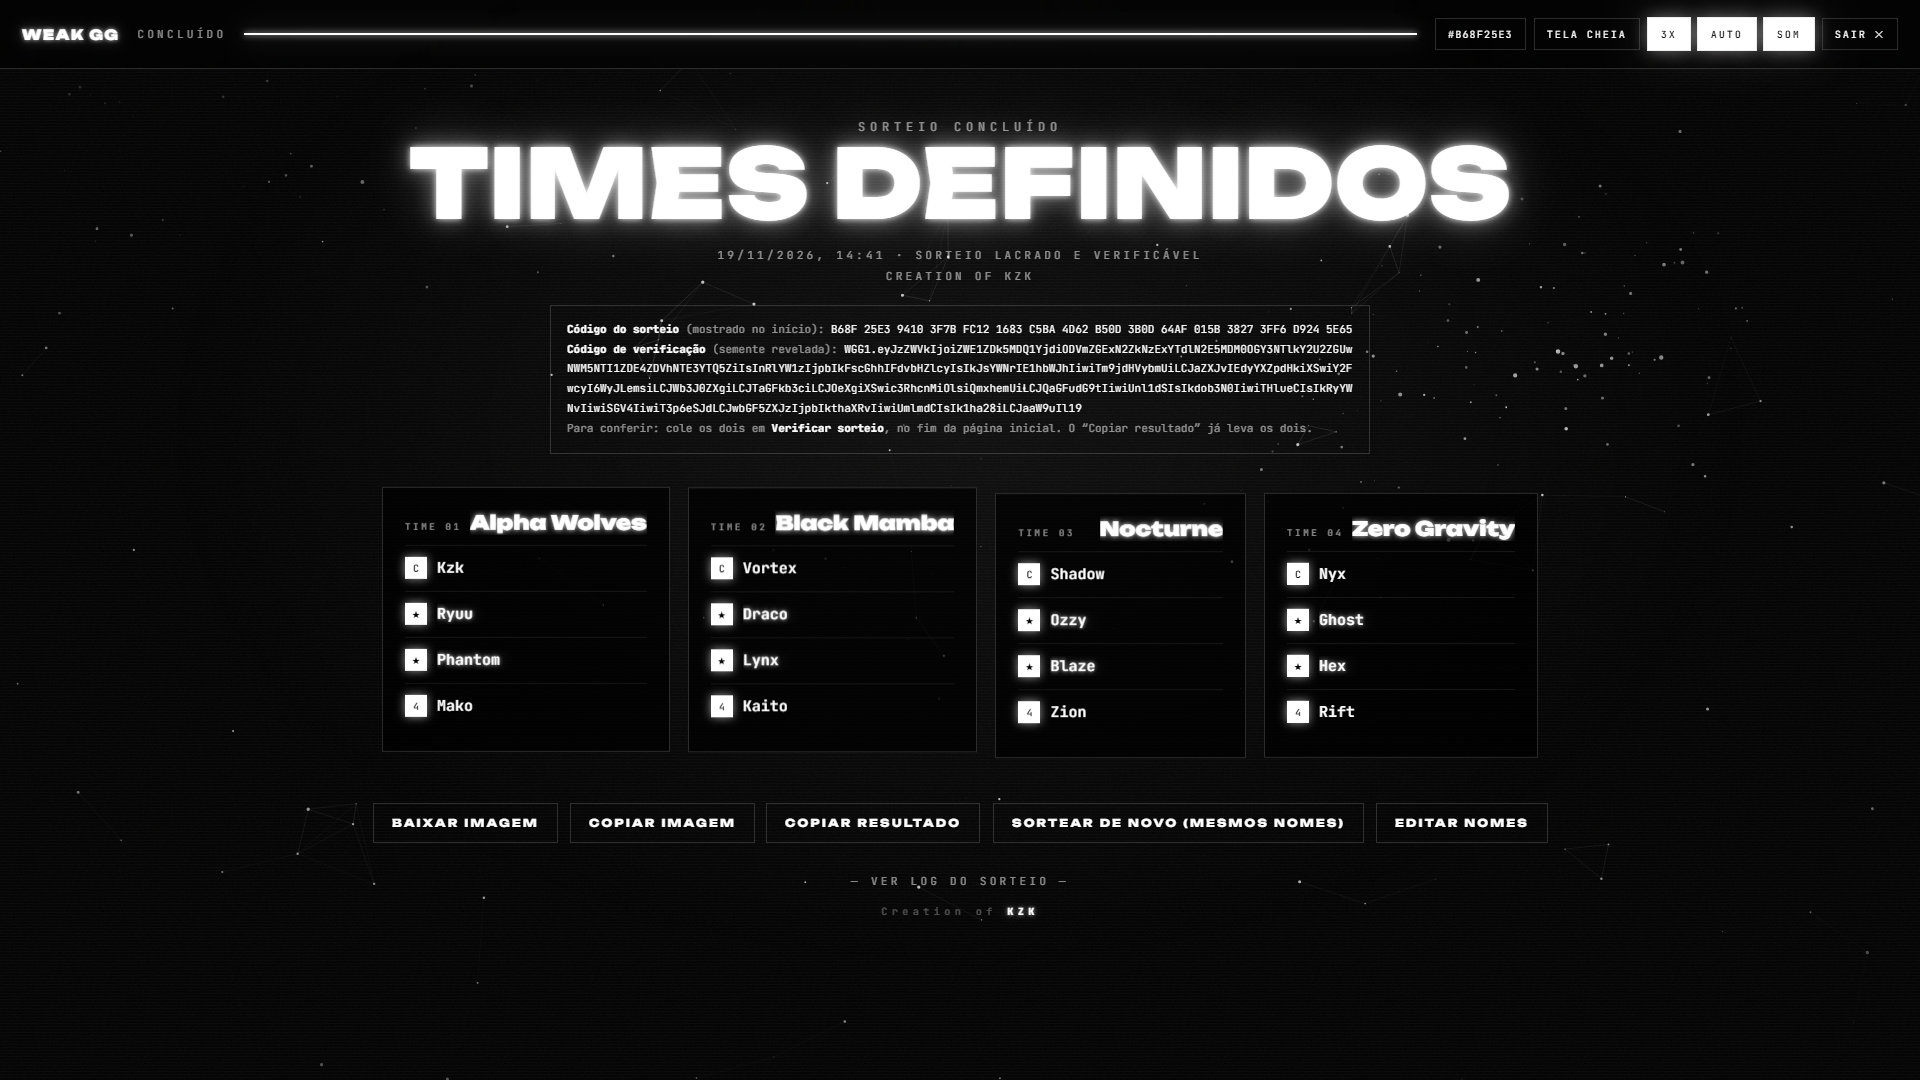 WEAK GG
CONCLUÍDO
#B68F25E3
TELA CHEIA
3X
AUTO
SOM
SAIR ✕
SORTEIO CONCLUÍDO
TIMES DEFINIDOS
19/11/2026, 14:41 · SORTEIO LACRADO E VERIFICÁVEL
CREATION OF KZK
Código do sorteio (mostrado no início): B68F 25E3 9410 3F7B FC12 1683 C5BA 4D62 B50D 3B0D 64AF 015B 3827 3FF6 D924 5E65
Código de verificação (semente revelada): WGG1.eyJzZWVkIjoiZWE1ZDk5MDQ1YjdiODVmZGExN2ZkNzExYTdlN2E5MDM0OGY3NTlkY2U2ZGUw
NWM5NTI1ZDE4ZDVhNTE3YTQ5ZiIsInRlYW1zIjpbIkFscGhhIFdvbHZlcyIsIkJsYWNrIE1hbWJhIiwiTm9jdHVybmUiLCJaZXJvIEdyYXZpdHkiXSwiY2F
wcyI6WyJLemsiLCJWb3J0ZXgiLCJTaGFkb3ciLCJOeXgiXSwic3RhcnMiOlsiQmxhemUiLCJQaGFudG9tIiwiUnl1dSIsIkdob3N0IiwiTHlueCIsIkRyYW
NvIiwiSGV4IiwiT3p6eSJdLCJwbGF5ZXJzIjpbIkthaXRvIiwiUmlmdCIsIk1ha28iLCJaaW9uIl19
Para conferir: cole os dois em Verificar sorteio, no fim da página inicial. O “Copiar resultado” já leva os dois.
TIME 01 Alpha Wolves
C Kzk
★ Ryuu
★ Phantom
4 Mako
TIME 02 Black Mamba
C Vortex
★ Draco
★ Lynx
4 Kaito
TIME 03 Nocturne
C Shadow
★ Ozzy
★ Blaze
4 Zion
TIME 04 Zero Gravity
C Nyx
★ Ghost
★ Hex
4 Rift
BAIXAR IMAGEM
COPIAR IMAGEM
COPIAR RESULTADO
SORTEAR DE NOVO (MESMOS NOMES)
EDITAR NOMES
— VER LOG DO SORTEIO —
Creation of KZK